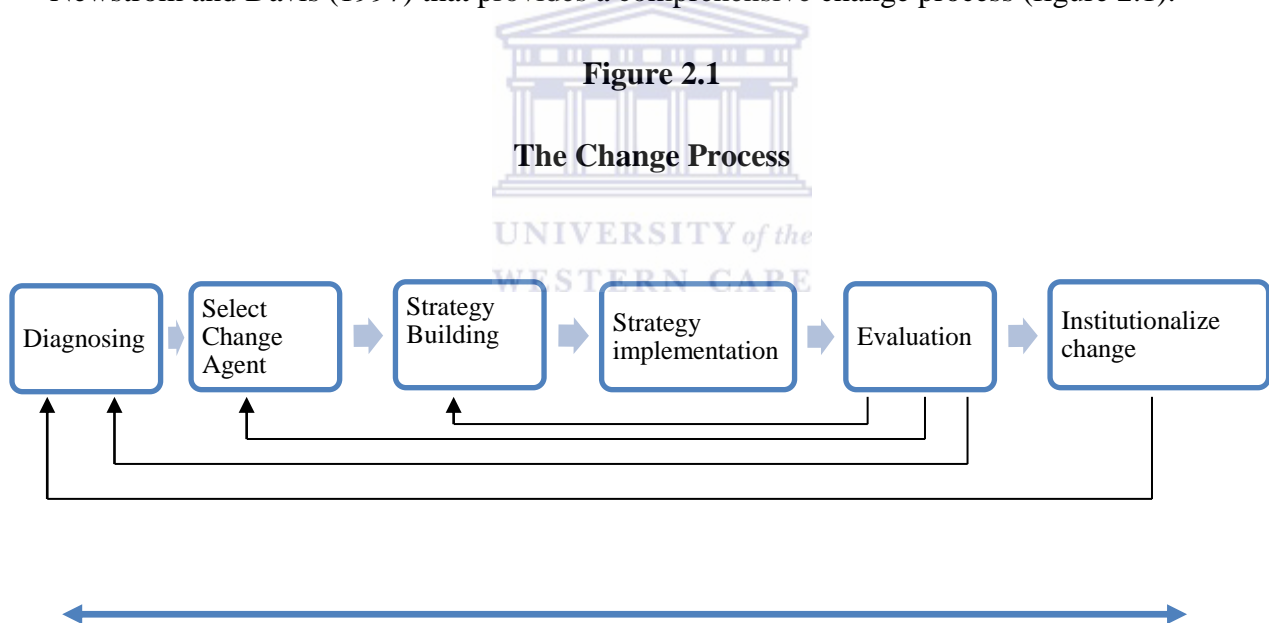 Newstrom and Davis (1997) that provides a comprehensive change process (figure 2.1).
Figure 2.1
The Change Process
UNIVERSITY of the
WESTERN CAPE
Diagnosing
Select
Change
Agent
Strategy
Building
Strategy
implementation
Evaluation
Institutionalize
change